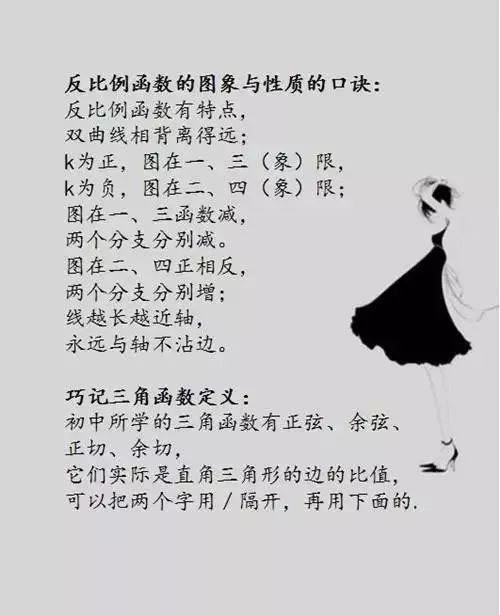 反比例函数的图象与性质的口诀：
反比例函数有特点，
双曲线相背离得远；
k为正，图在一、三（象）限，
k为负，图在二、四（象）限；
图在一、三函数减，
两个分支分别减。
图在二、四正相反，
两个分支分别增；
线越长越近轴，
永远与轴不沾边。
巧记三角函数定义：
初中所学的三角函数有正弦、余弦、
正切、余切，
它们实际是直角三角形的边的比值，
可以把两个字用／隔开，再用下面的.